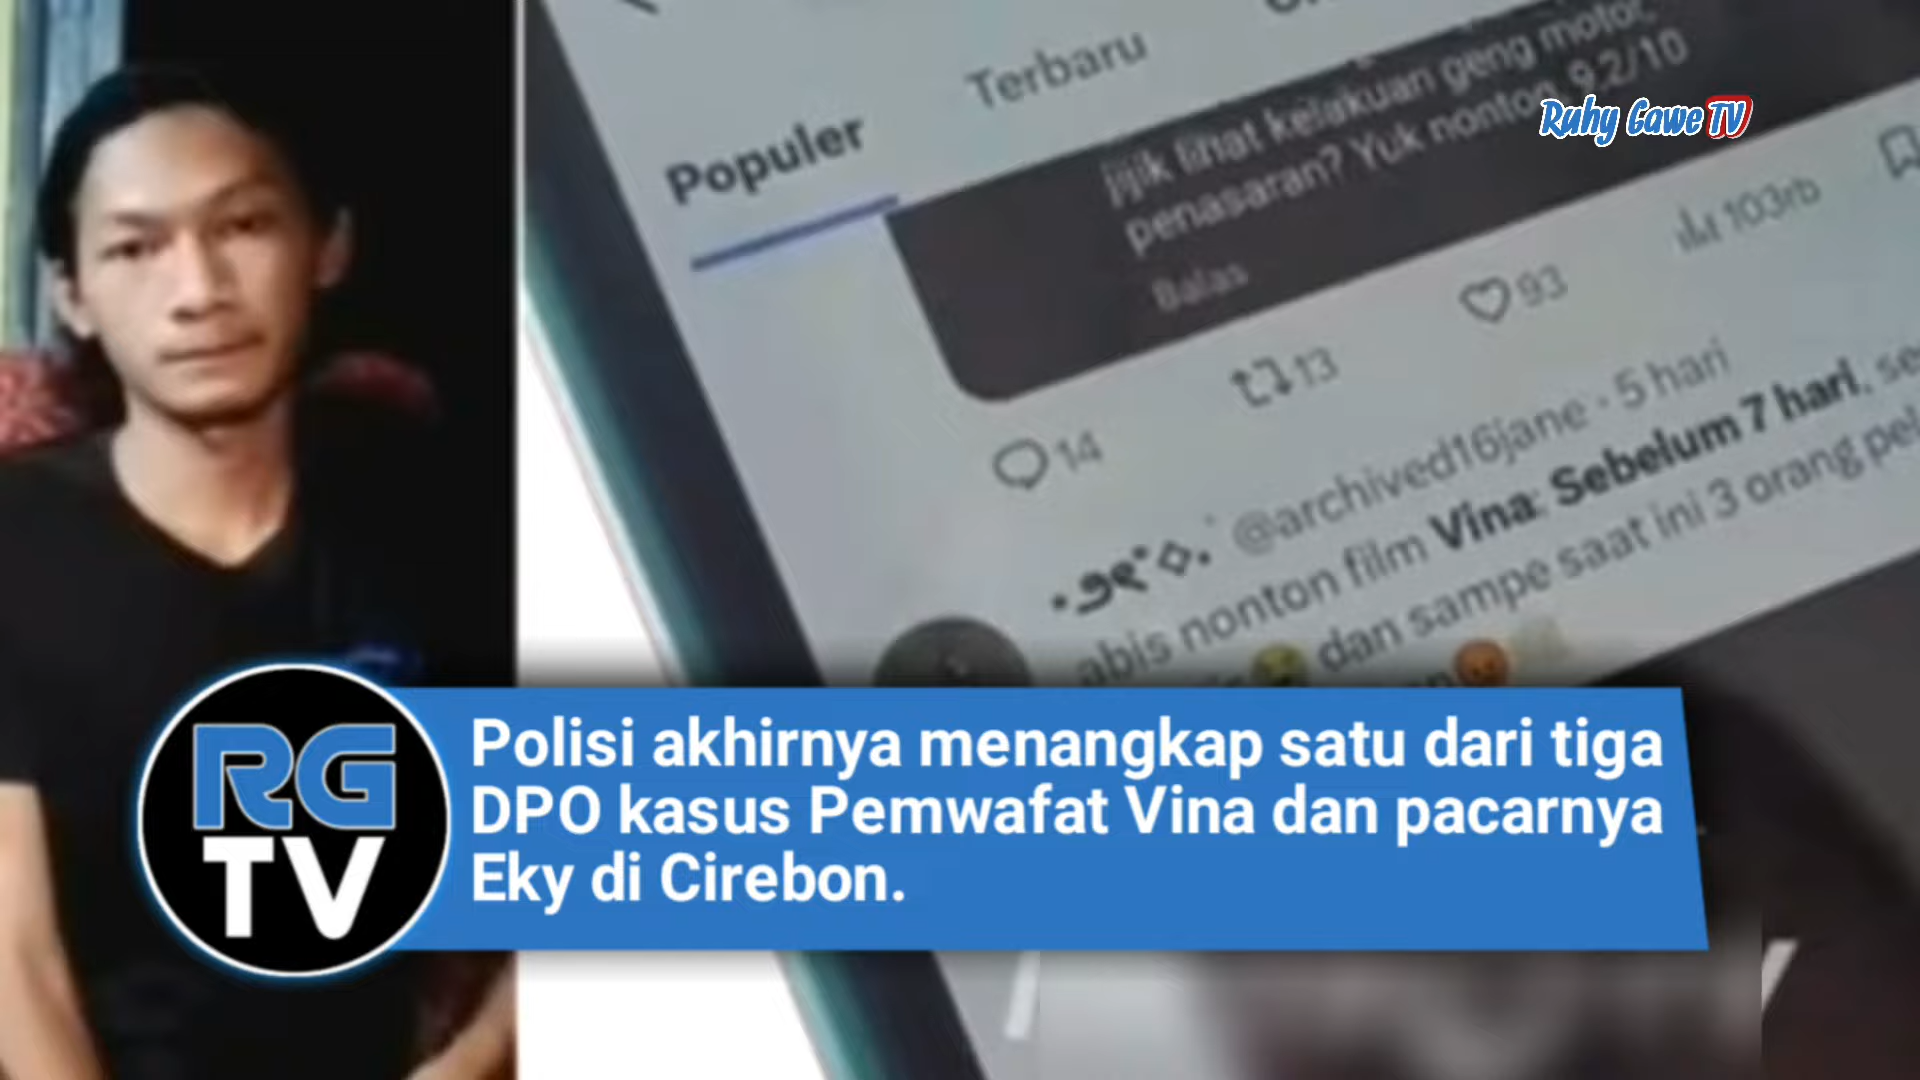 Terbaru
Populer
jijik lihat kelakuan geng motor,
penasaran? Yuk nonton 9.2/10
Balas
Ruhy Gawe TV
14
13
93
103rb
@archived16jane · 5 hari
abis nonton film Vina: Sebelum 7 hari,
dan sampe saat ini 3 orang
RG
TV
Polisi akhirnya menangkap satu dari tiga
DPO kasus Pemwafat Vina dan pacarnya
Eky di Cirebon.